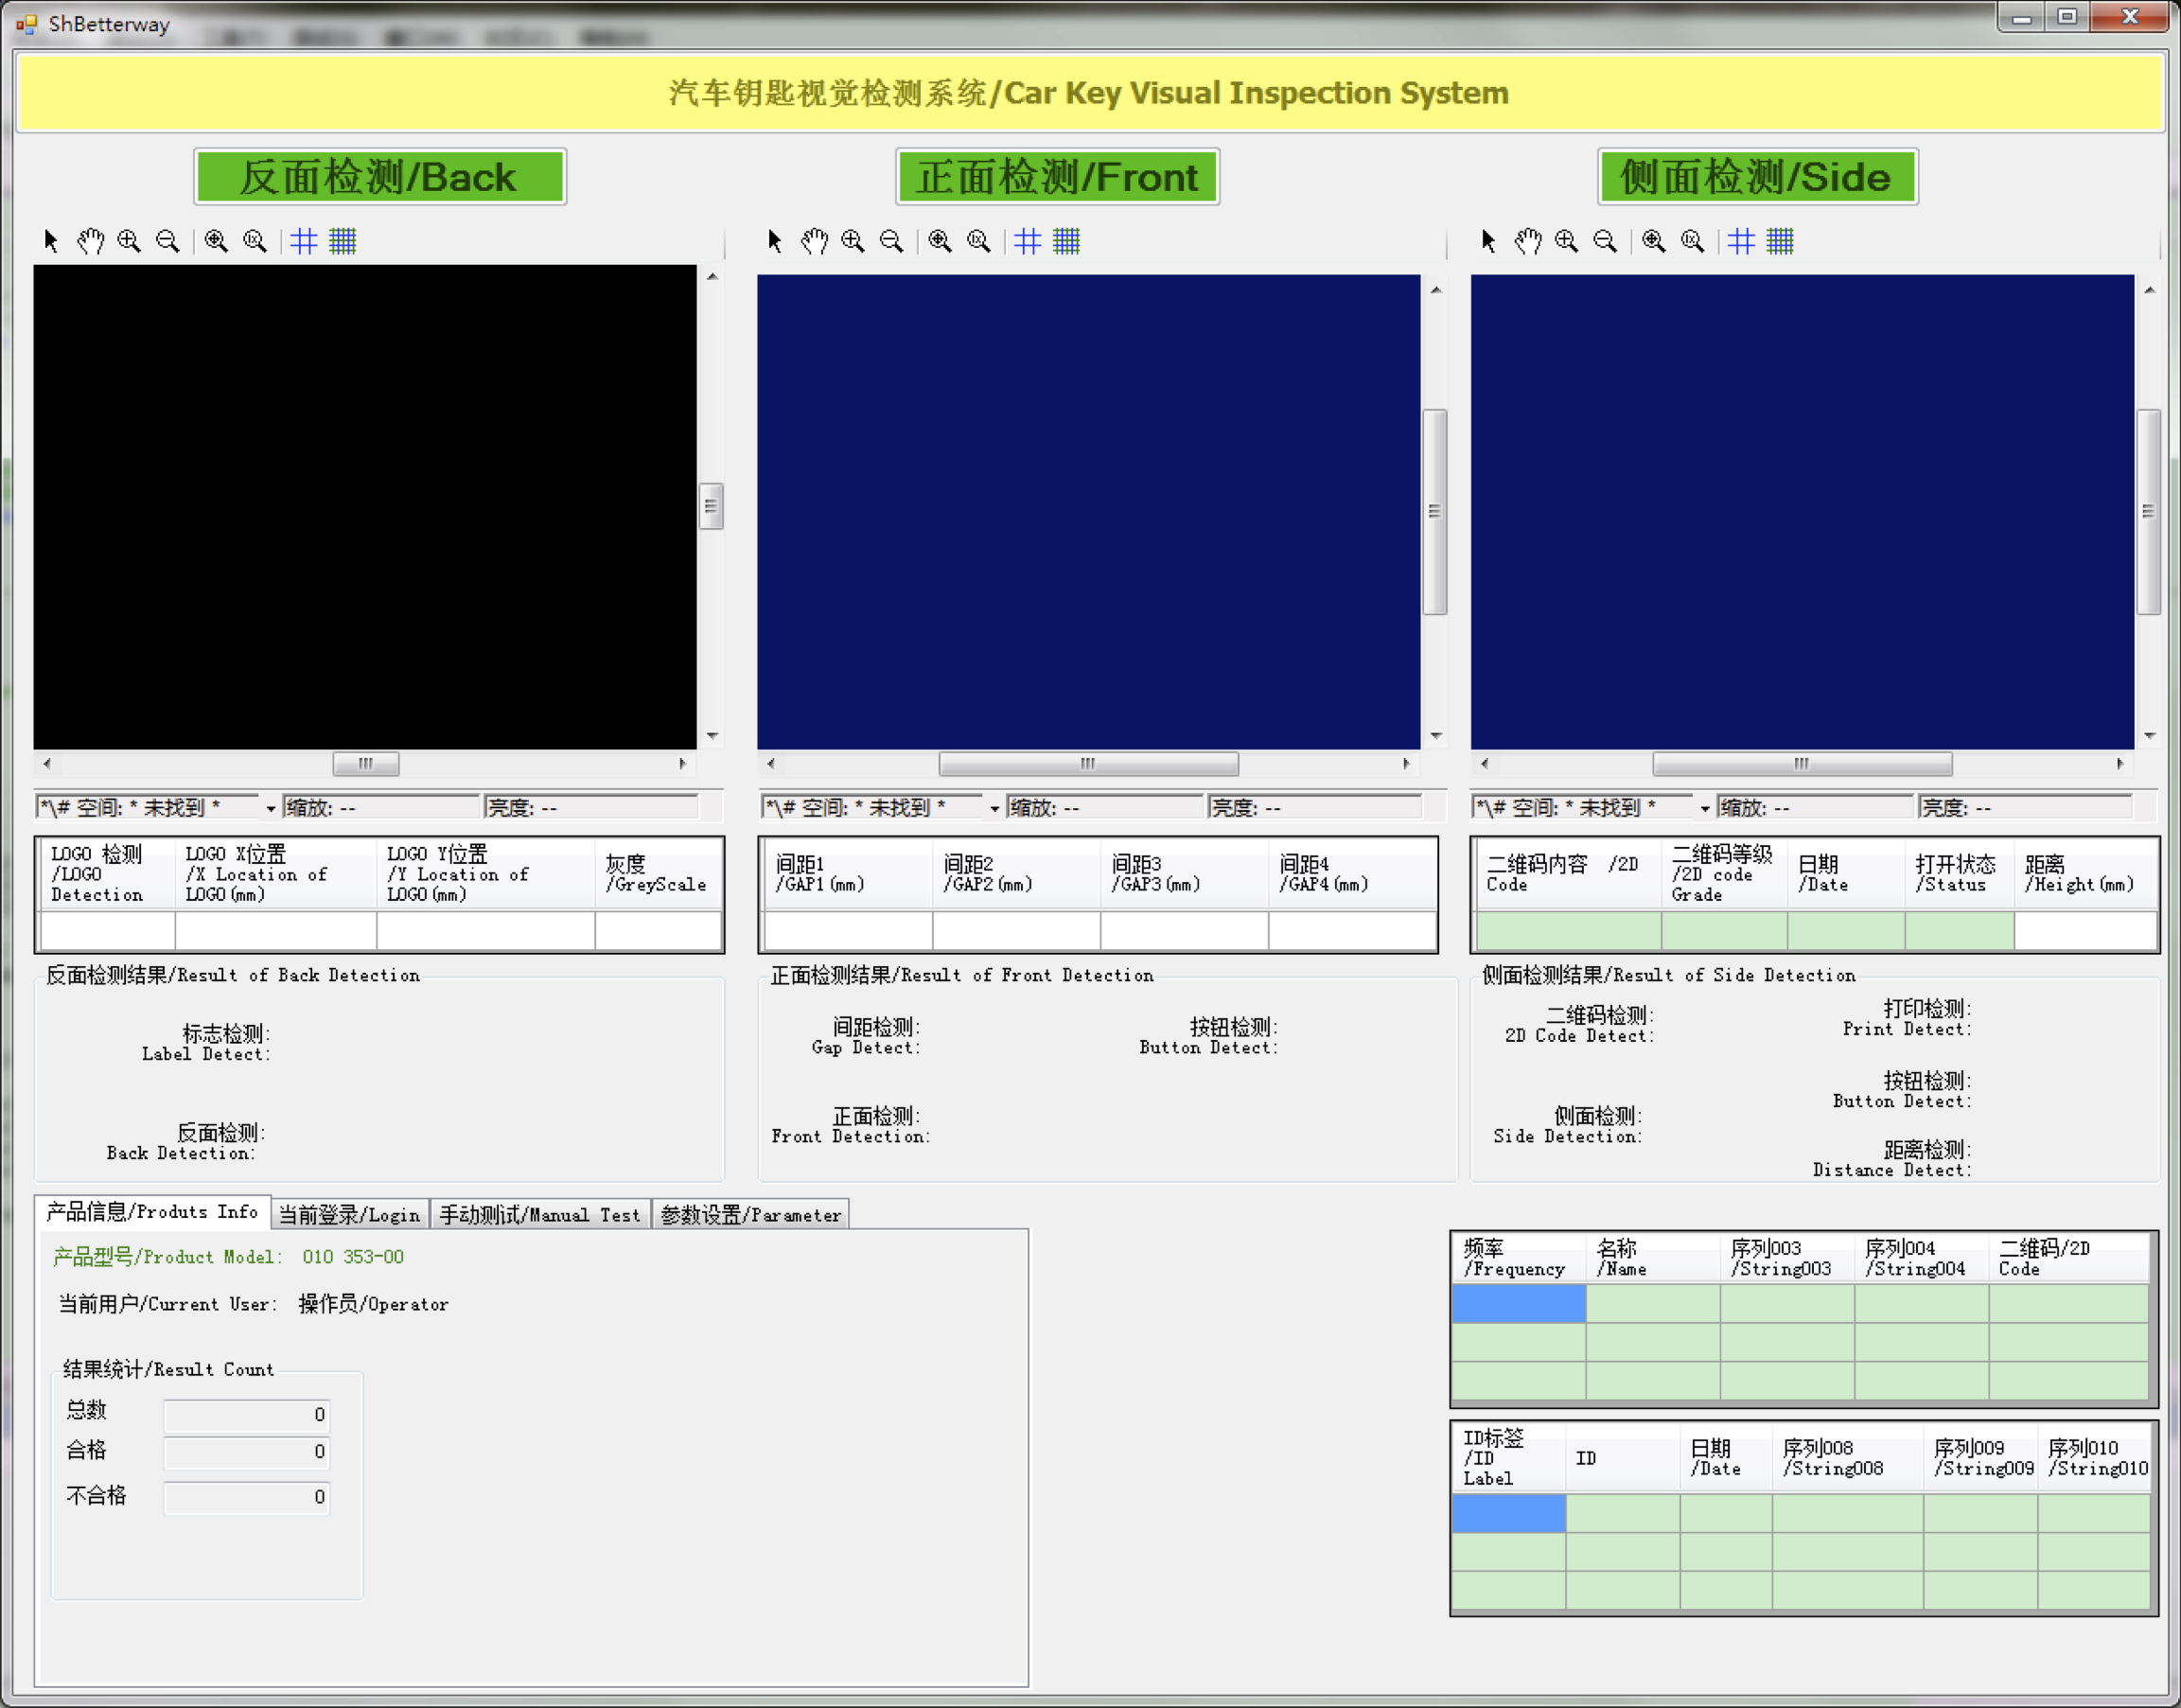 ShBetterway
汽车钥匙视觉检测系统/Car Key Visual Inspection System
反面检测/Back
正面检测/Front
侧面检测/Side
*\# 空间: * 未找到 *
缩放: --
亮度: --
*\# 空间: * 未找到 *
缩放: --
亮度: --
*\# 空间: * 未找到 *
缩放: --
亮度: --
LOGO 检测
/LOGO
Detection
LOGO X位置
/X Location of
LOGO(mm)
LOGO Y位置
/Y Location of
LOGO(mm)
灰度
/GreyScale
间距1
/GAP1(mm)
间距2
/GAP2(mm)
间距3
/GAP3(mm)
间距4
/GAP4(mm)
二维码内容 /2D
Code
二维码等级
/2D code
Grade
日期
/Date
打开状态
/Status
距离
/Height(mm)
反面检测结果/Result of Back Detection
标志检测:
Label Detect:
反面检测:
Back Detection:
正面检测结果/Result of Front Detection
间距检测:
Gap Detect:
按钮检测:
Button Detect:
正面检测:
Front Detection:
侧面检测结果/Result of Side Detection
二维码检测:
2D Code Detect:
打印检测:
Print Detect:
按钮检测:
Button Detect:
侧面检测:
Side Detection:
距离检测:
Distance Detect:
产品信息/Produts Info
当前登录/Login
手动测试/Manual Test
参数设置/Parameter
产品型号/Product Model: 010 353-00
当前用户/Current User: 操作员/Operator
结果统计/Result Count
总数 0
合格 0
不合格 0
频率
/Frequency
名称
/Name
序列003
/String003
序列004
/String004
二维码/2D
Code
ID标签
/ID
Label
ID
日期
/Date
序列008
/String008
序列009
/String009
序列010
/String010